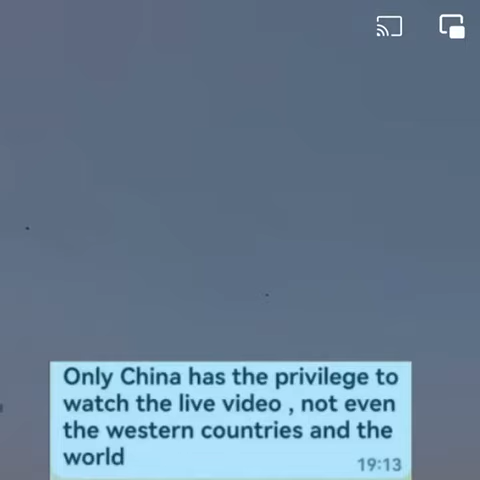 Only China has the privilege to
watch the live video , not even
the western countries and the
world
19:13